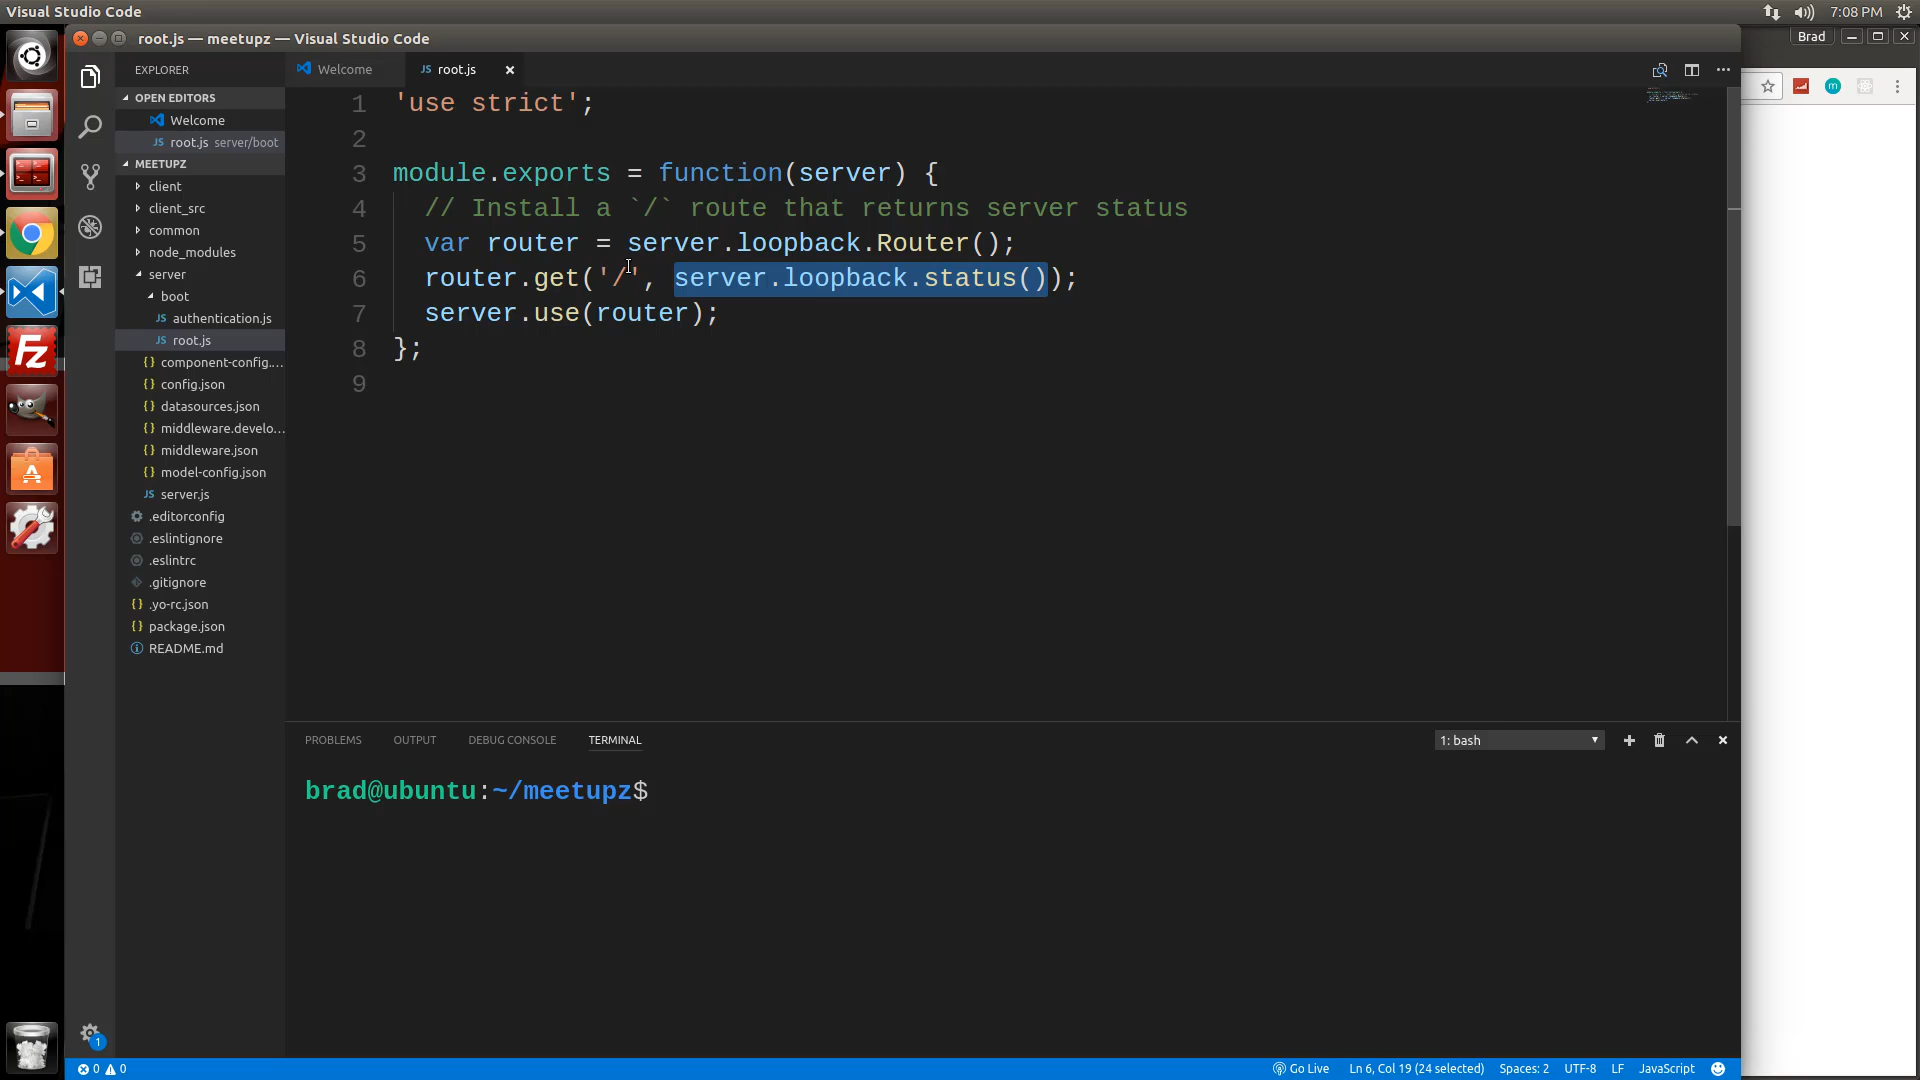 Visual Studio Code
7:08 PM
root.js — meetupz — Visual Studio Code
Brad
EXPLORER
OPEN EDITORS
Welcome
root.js server/boot
MEETUPZ
client
client_src
common
node_modules
server
boot
authentication.js
root.js
component-config....
config.json
datasources.json
middleware.develo...
middleware.json
model-config.json
server.js
.editorconfig
.eslintignore
.eslintrc
.gitignore
.yo-rc.json
package.json
README.md
Welcome
root.js
1 'use strict';
2
3 module.exports = function(server) {
4 // Install a `/` route that returns server status
5 var router = server.loopback.Router();
6 router.get('/', server.loopback.status());
7 server.use(router);
8 };
9
PROBLEMS OUTPUT DEBUG CONSOLE TERMINAL
1: bash
brad@ubuntu:~/meetupz$
1
0 0
Go Live Ln 6, Col 19 (24 selected) Spaces: 2 UTF-8 LF JavaScript